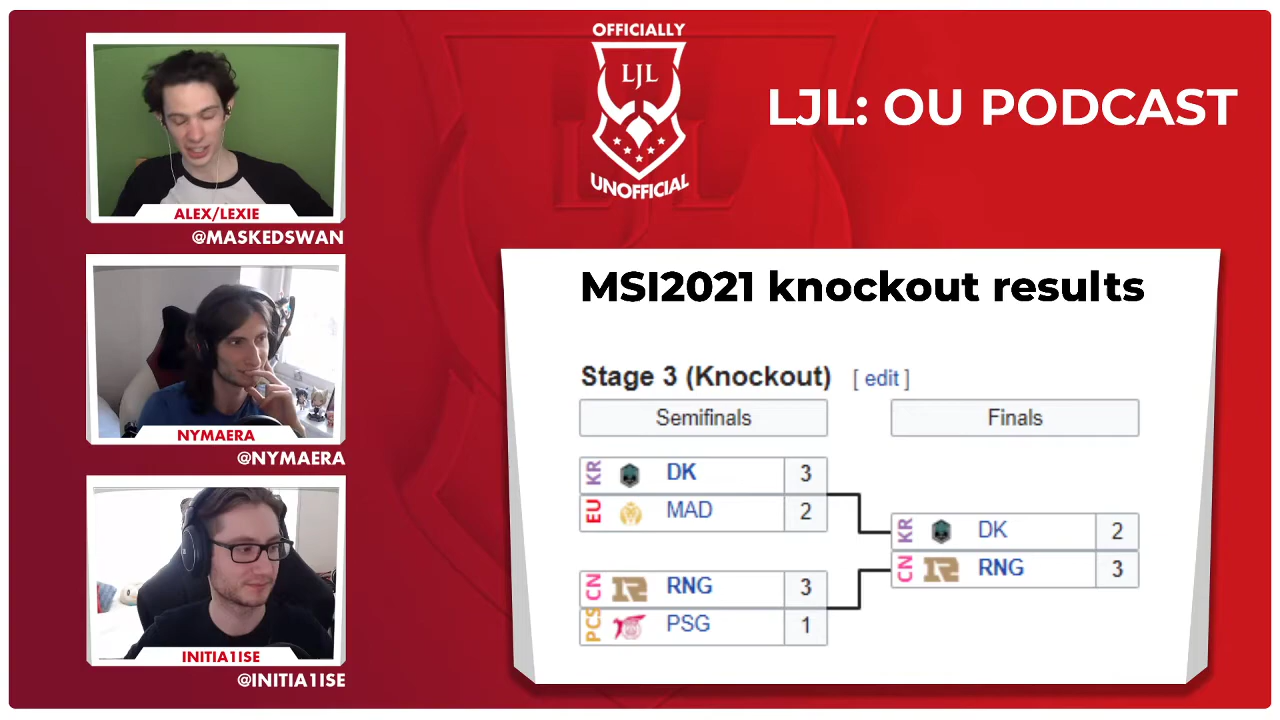 OFFICIALLY
LJL
UNOFFICIAL
LJL: OU PODCAST
ALEX/LEXIE
@MASKEDSWAN
NYMAERA
@NYMAERA
INITIA1ISE
@INITIA1ISE
MSI2021 knockout results
Stage 3 (Knockout) [ edit ]
Semifinals
Finals
KR DK 3
EU MAD 2
CN RNG 3
PCS PSG 1
KR DK 2
CN RNG 3